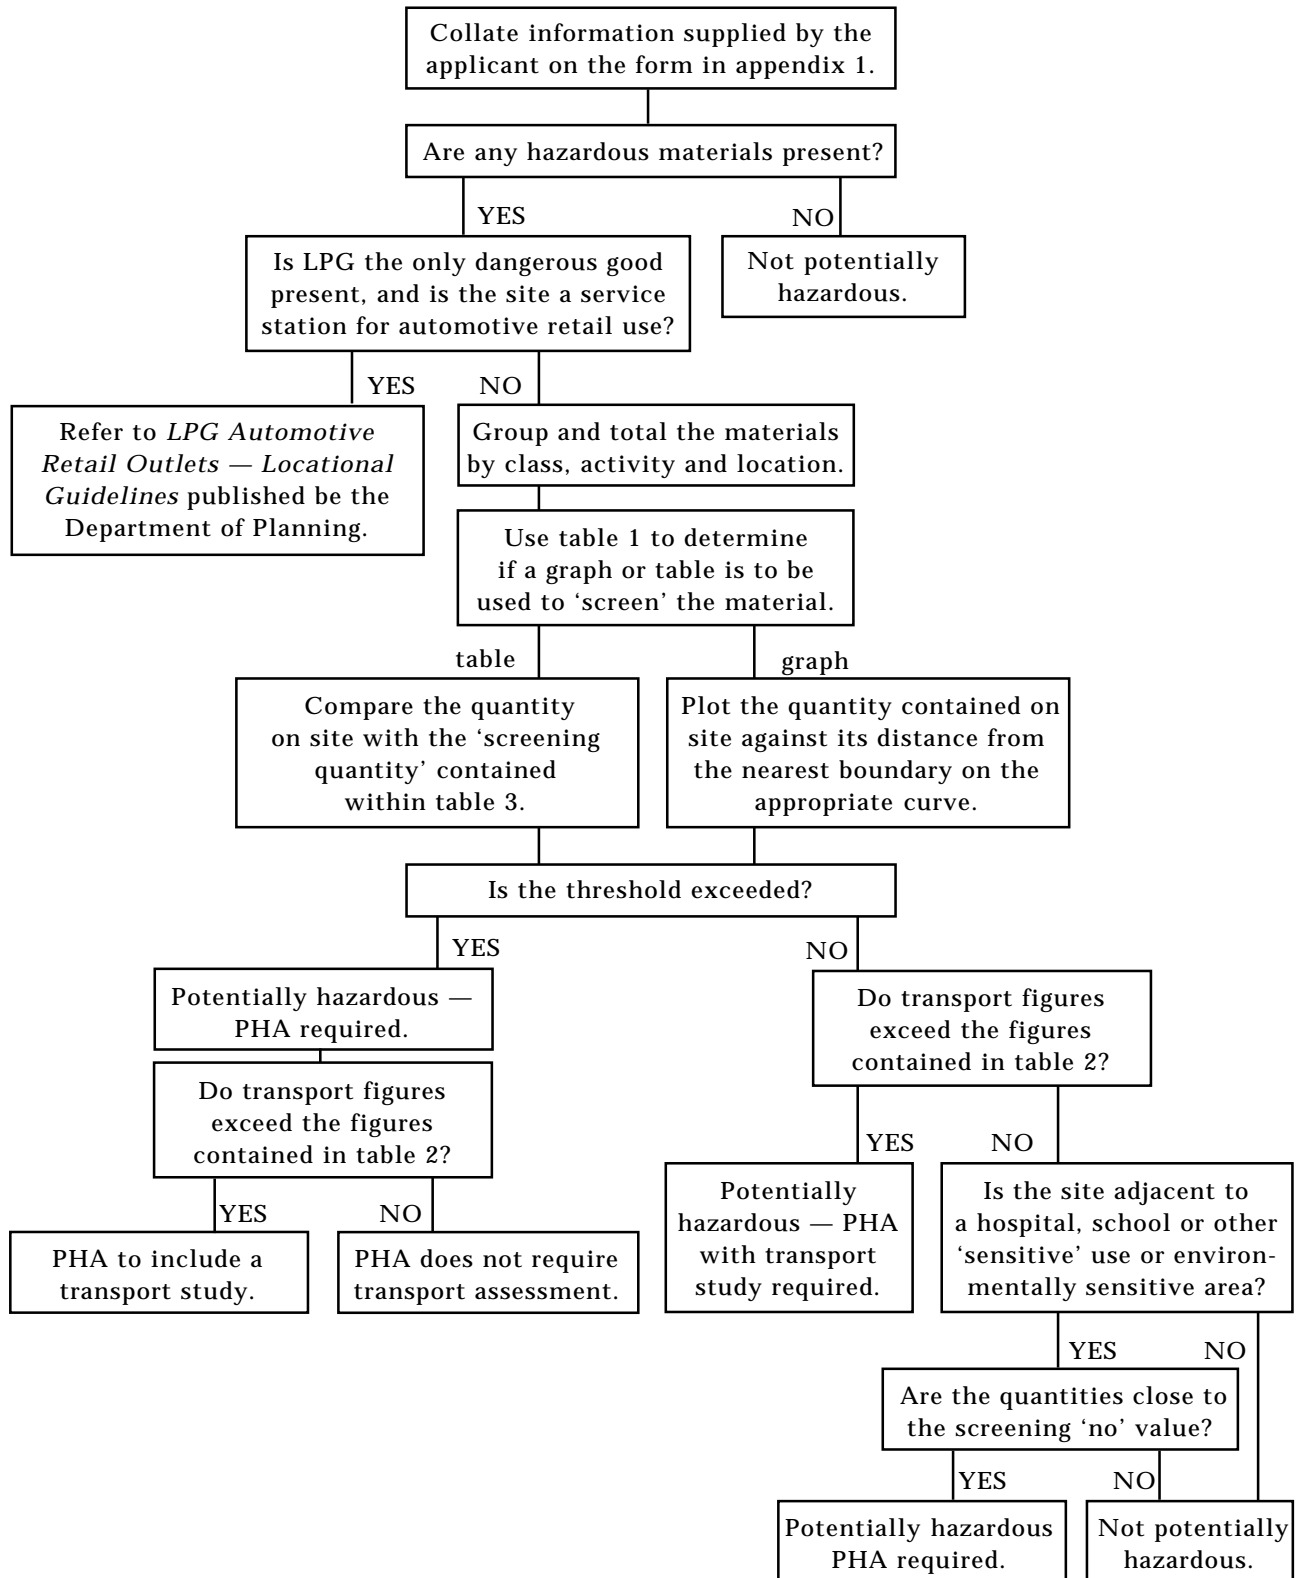 Collate information supplied by the
applicant on the form in appendix 1.
Are any hazardous materials present?
YES
NO
Is LPG the only dangerous good
present, and is the site a service
station for automotive retail use?
Not potentially
hazardous.
YES
NO
Refer to LPG Automotive
Retail Outlets — Locational
Guidelines published be the
Department of Planning.
Group and total the materials
by class, activity and location.
Use table 1 to determine
if a graph or table is to be
used to ‘screen’ the material.
table
graph
Compare the quantity
on site with the ‘screening
quantity’ contained
within table 3.
Plot the quantity contained on
site against its distance from
the nearest boundary on the
appropriate curve.
Is the threshold exceeded?
YES
NO
Potentially hazardous —
PHA required.
Do transport figures
exceed the figures
contained in table 2?
Do transport figures
exceed the figures
contained in table 2?
YES
NO
YES
NO
PHA to include a
transport study.
PHA does not require
transport assessment.
Potentially
hazardous — PHA
with transport
study required.
Is the site adjacent to
a hospital, school or other
‘sensitive’ use or environ-
mentally sensitive area?
YES
NO
Are the quantities close to
the screening ‘no’ value?
YES
NO
Potentially hazardous
PHA required.
Not potentially
hazardous.